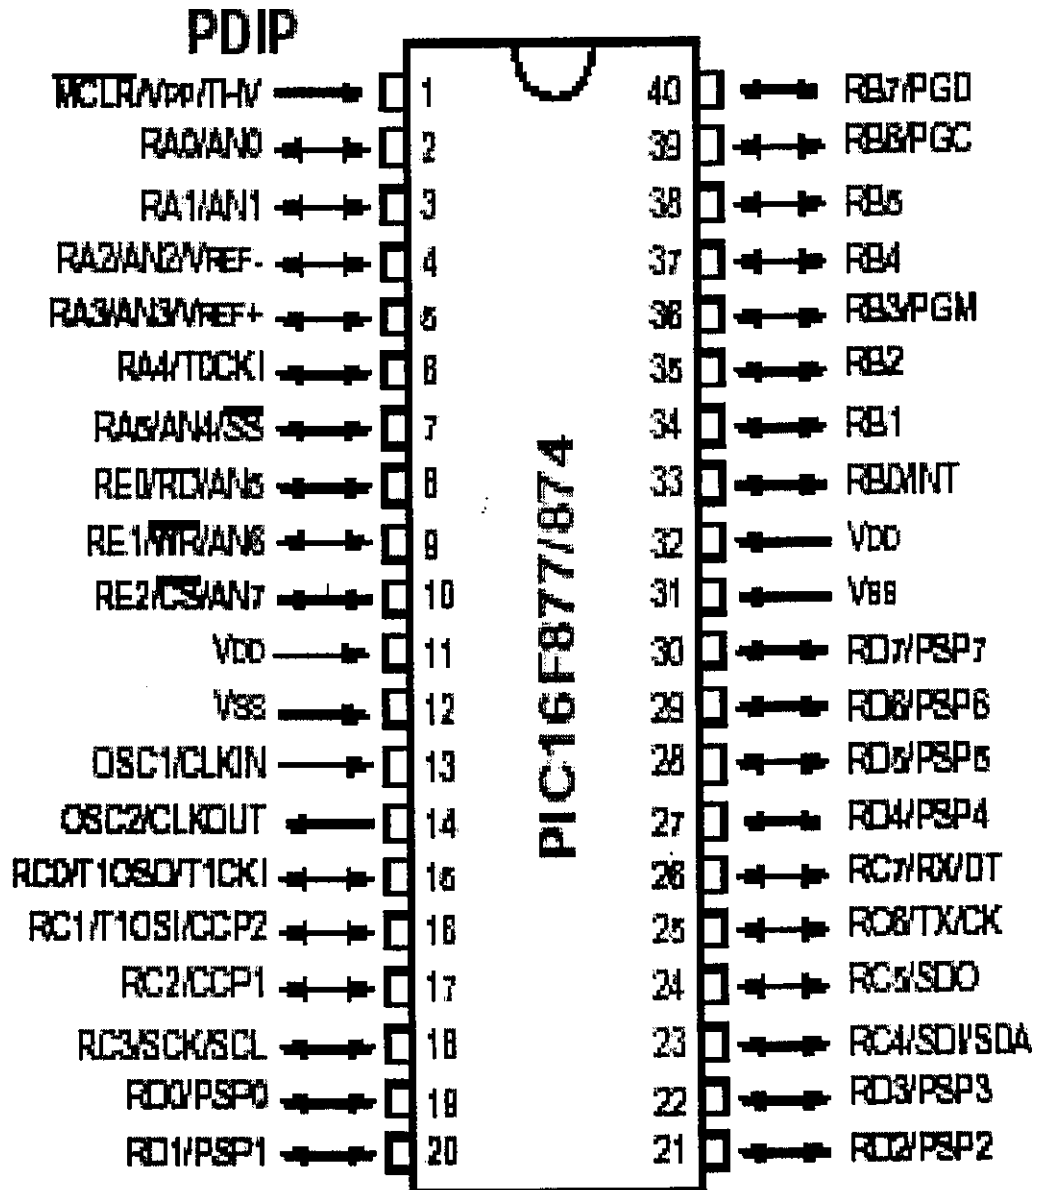 PDIP
MCLR/VPP/THV 1
RA0/AN0 2
RA1/AN1 3
RA2/AN2/VREF- 4
RA3/AN3/VREF+ 5
RA4/T0CKI 6
RA5/AN4/SS 7
RE0/RD/AN5 8
RE1/WR/AN6 9
RE2/CS/AN7 10
VDD 11
VSS 12
OSC1/CLKIN 13
OSC2/CLKOUT 14
RC0/T1OSO/T1CKI 15
RC1/T1OSI/CCP2 16
RC2/CCP1 17
RC3/SCK/SCL 18
RD0/PSP0 19
RD1/PSP1 20
PIC16F877/874
40 RB7/PGD
39 RB6/PGC
38 RB5
37 RB4
36 RB3/PGM
35 RB2
34 RB1
33 RB0/INT
32 VDD
31 VSS
30 RD7/PSP7
29 RD6/PSP6
28 RD5/PSP5
27 RD4/PSP4
26 RC7/RX/DT
25 RC6/TX/CK
24 RC5/SDO
23 RC4/SDI/SDA
22 RD3/PSP3
21 RD2/PSP2